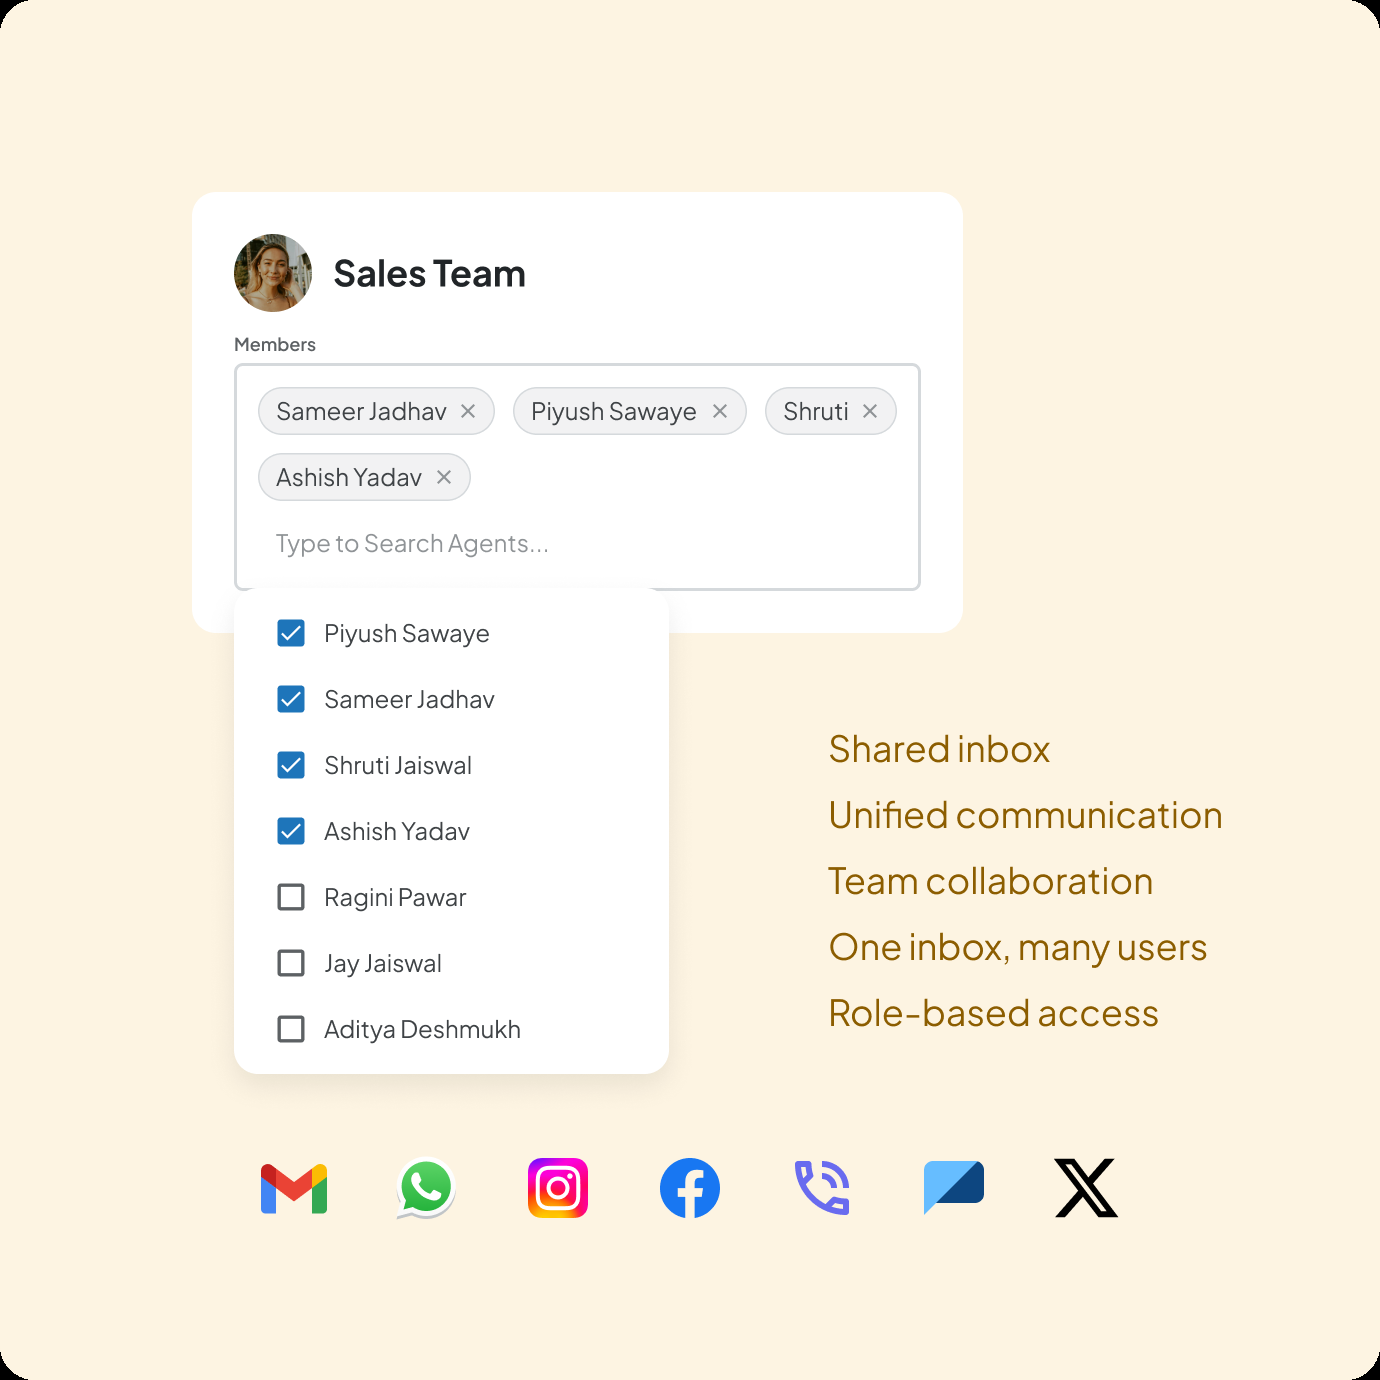 Sales Team
Members
Sameer Jadhav × Piyush Sawaye × Shruti ×
Ashish Yadav ×
Type to Search Agents...
Piyush Sawaye
Sameer Jadhav
Shruti Jaiswal
Ashish Yadav
Ragini Pawar
Jay Jaiswal
Aditya Deshmukh
Shared inbox
Unified communication
Team collaboration
One inbox, many users
Role-based access